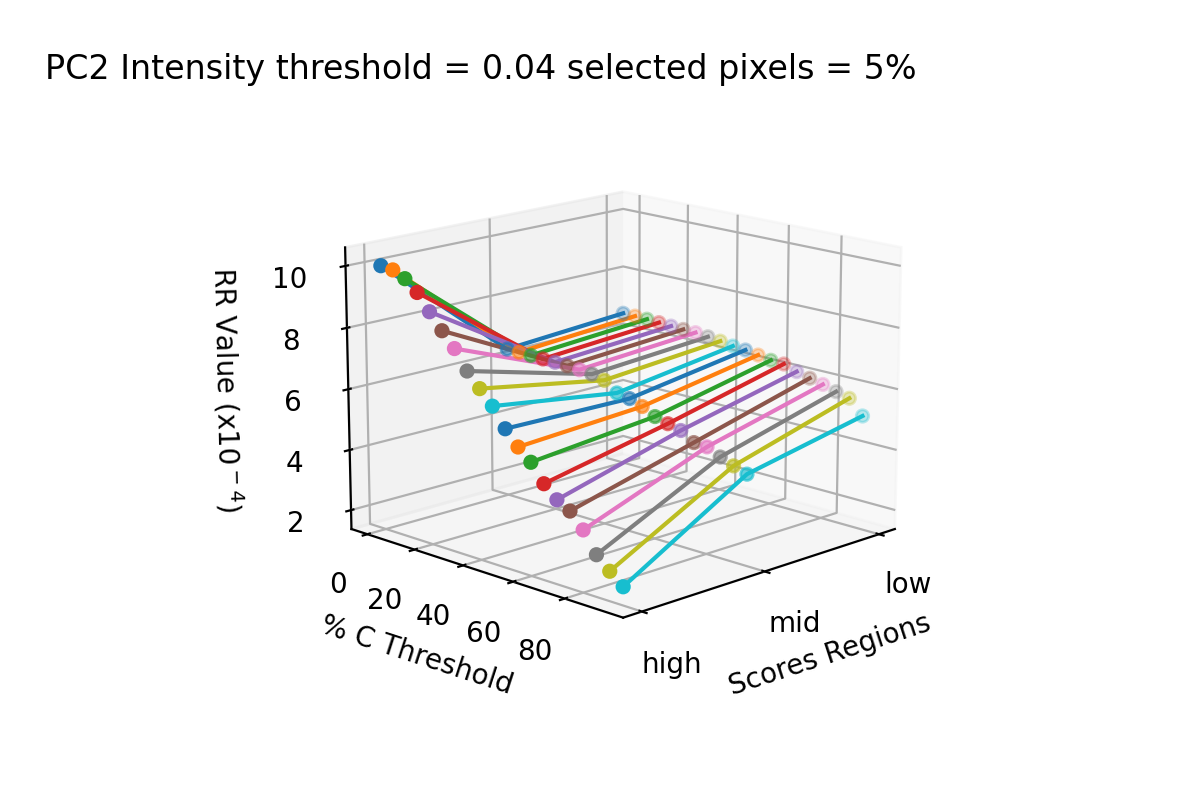 PC2 Intensity threshold = 0.04 selected pixels = 5%
10
8
6
4
2
RR Value (x10⁻⁴)
0
20
40
60
80
% C Threshold
high
mid
low
Scores Regions